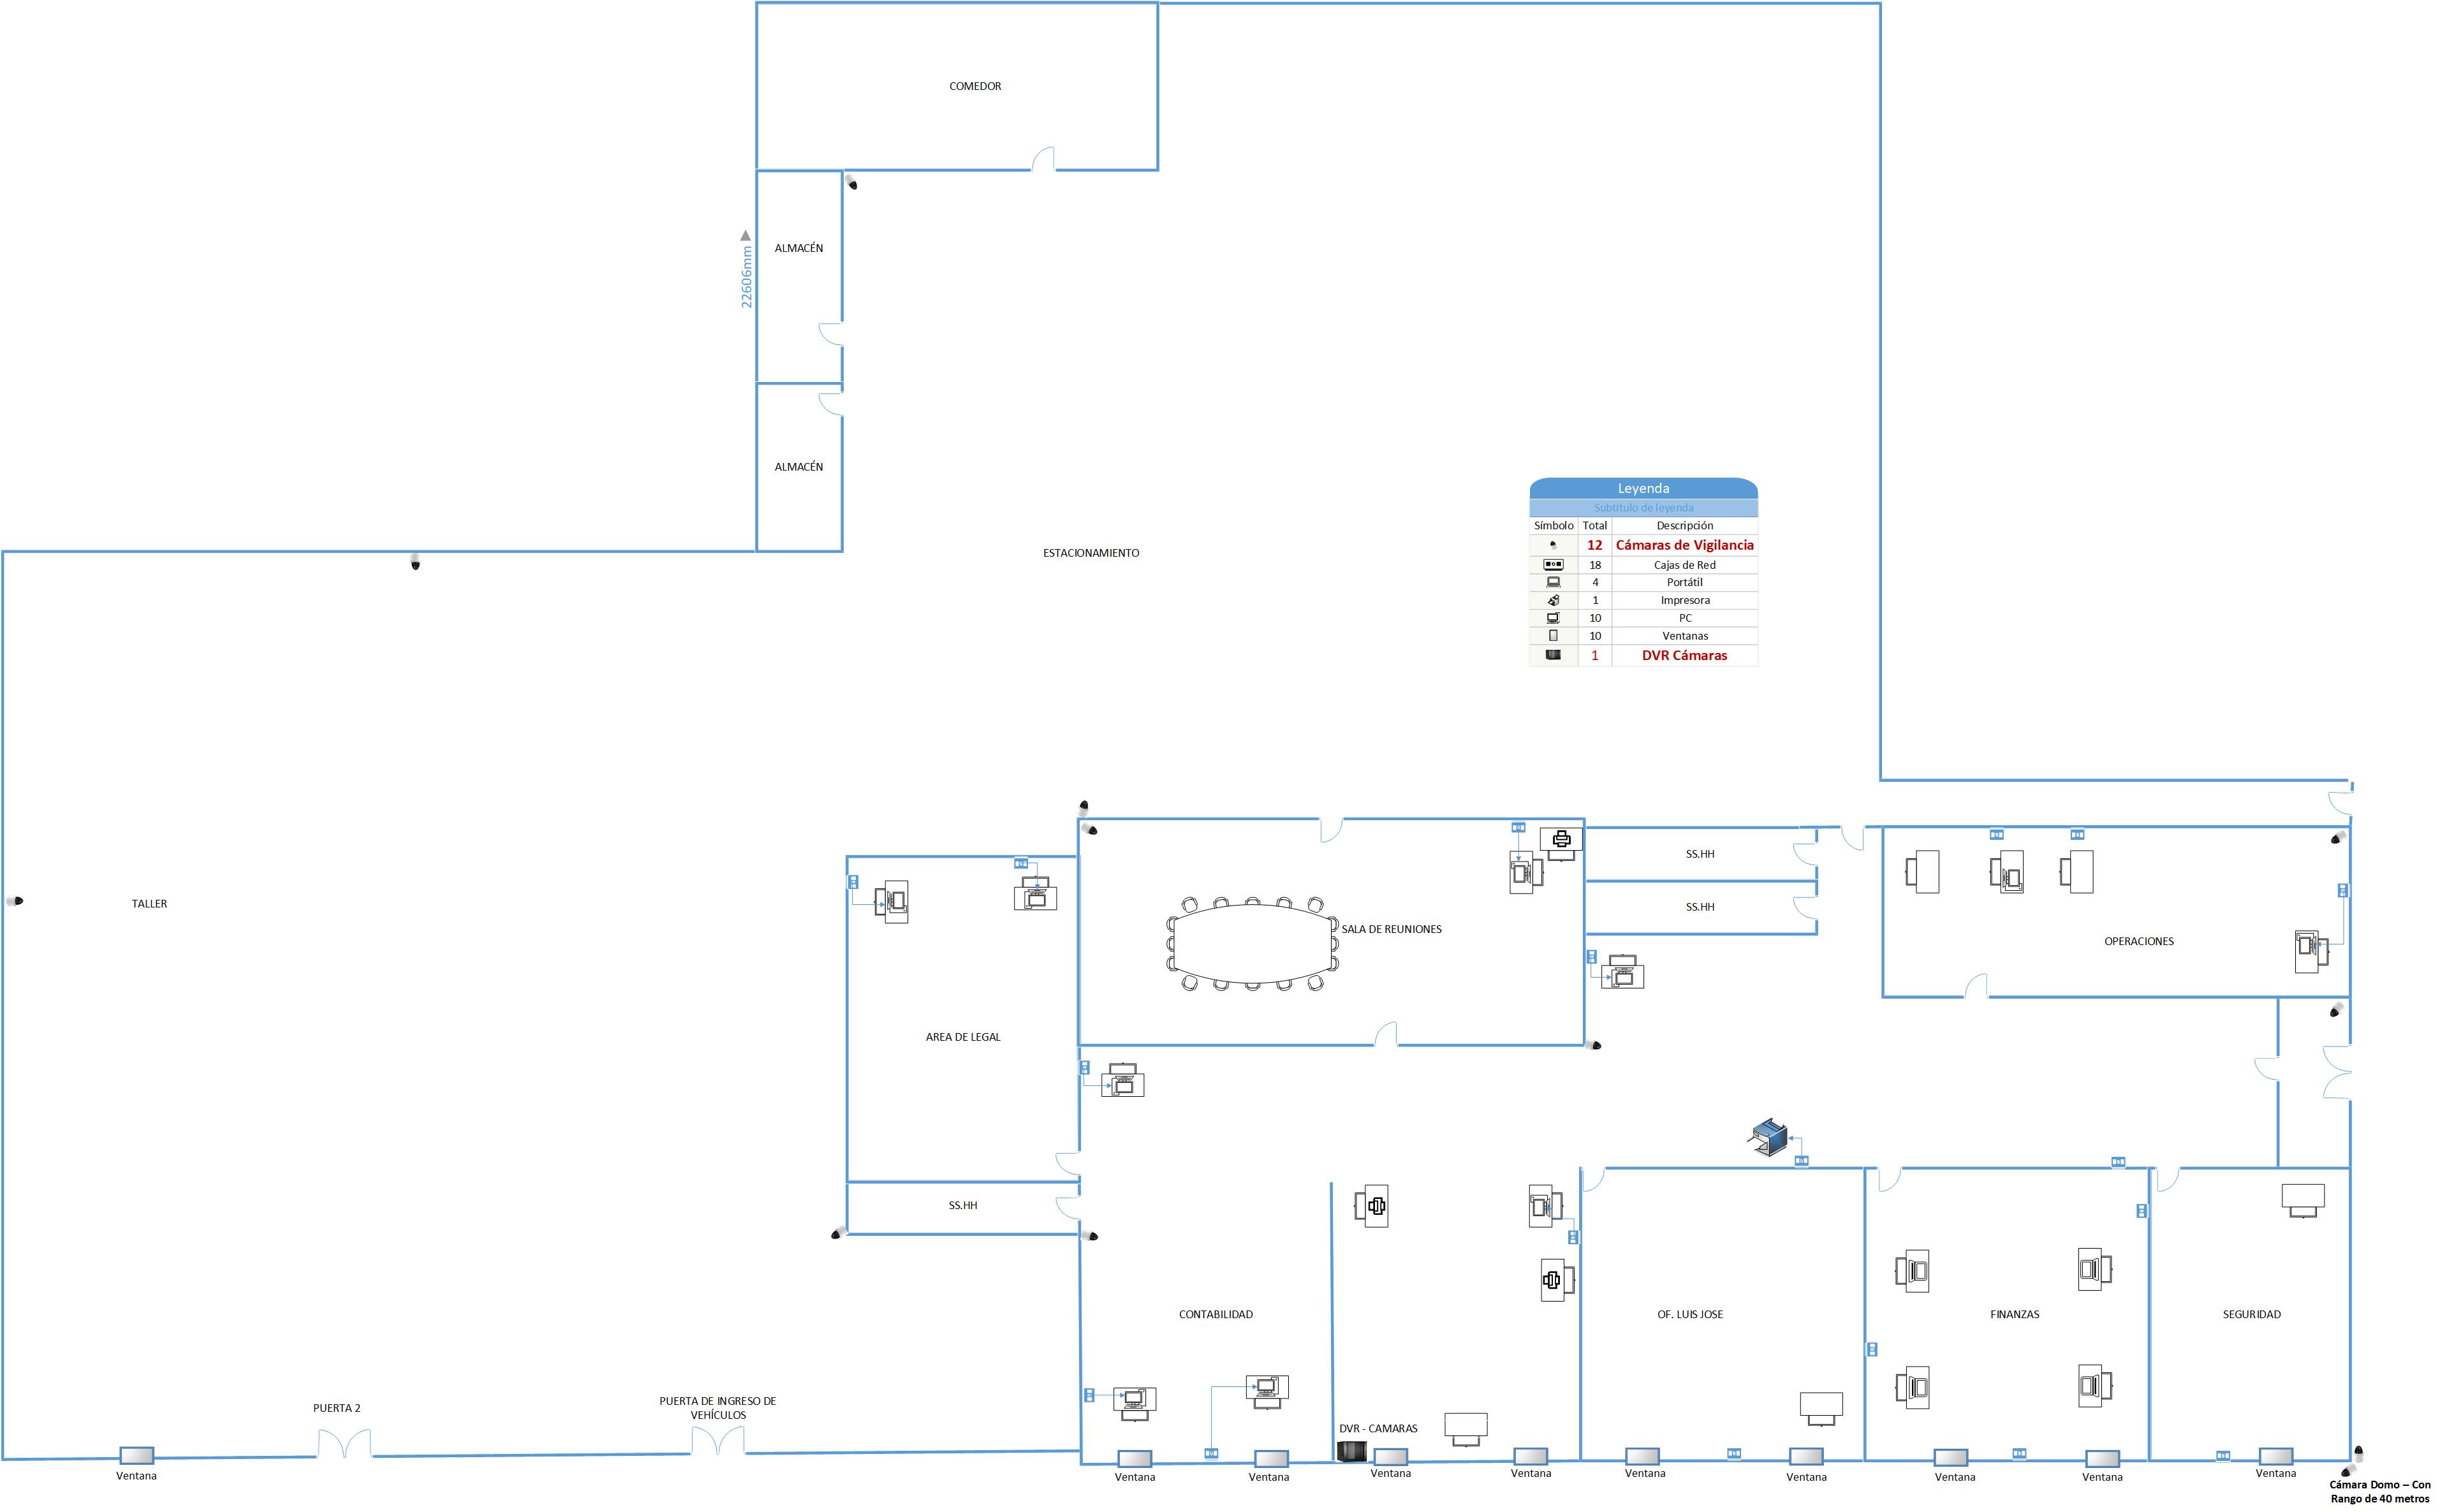 COMEDOR
ALMACÉN
22606mm
ALMACÉN
ESTACIONAMIENTO
Leyenda
Subtítulo de leyenda
Símbolo Total Descripción
12 Cámaras de Vigilancia
18 Cajas de Red
4 Portátil
1 Impresora
10 PC
10 Ventanas
1 DVR Cámaras
TALLER
SS.HH
SS.HH
SALA DE REUNIONES
OPERACIONES
AREA DE LEGAL
SS.HH
CONTABILIDAD
OF. LUIS JOSE
FINANZAS
SEGURIDAD
PUERTA 2
PUERTA DE INGRESO DE
VEHÍCULOS
DVR - CAMARAS
Ventana
Ventana
Ventana
Ventana
Ventana
Ventana
Ventana
Ventana
Ventana
Ventana
Cámara Domo – Con
Rango de 40 metros